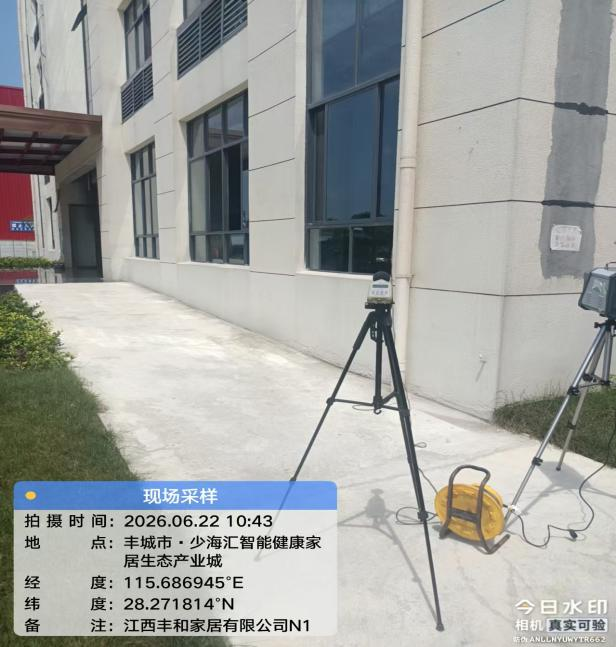 现场采样
拍摄时间：2026.06.22 10:43
地 点：丰城市·少海汇智能健康家
居生态产业城
经 度：115.686945°E
纬 度：28.271814°N
备 注：江西丰和家居有限公司N1
今日水印
相机 真实可验
防伪 ANLLNYUWYTR662